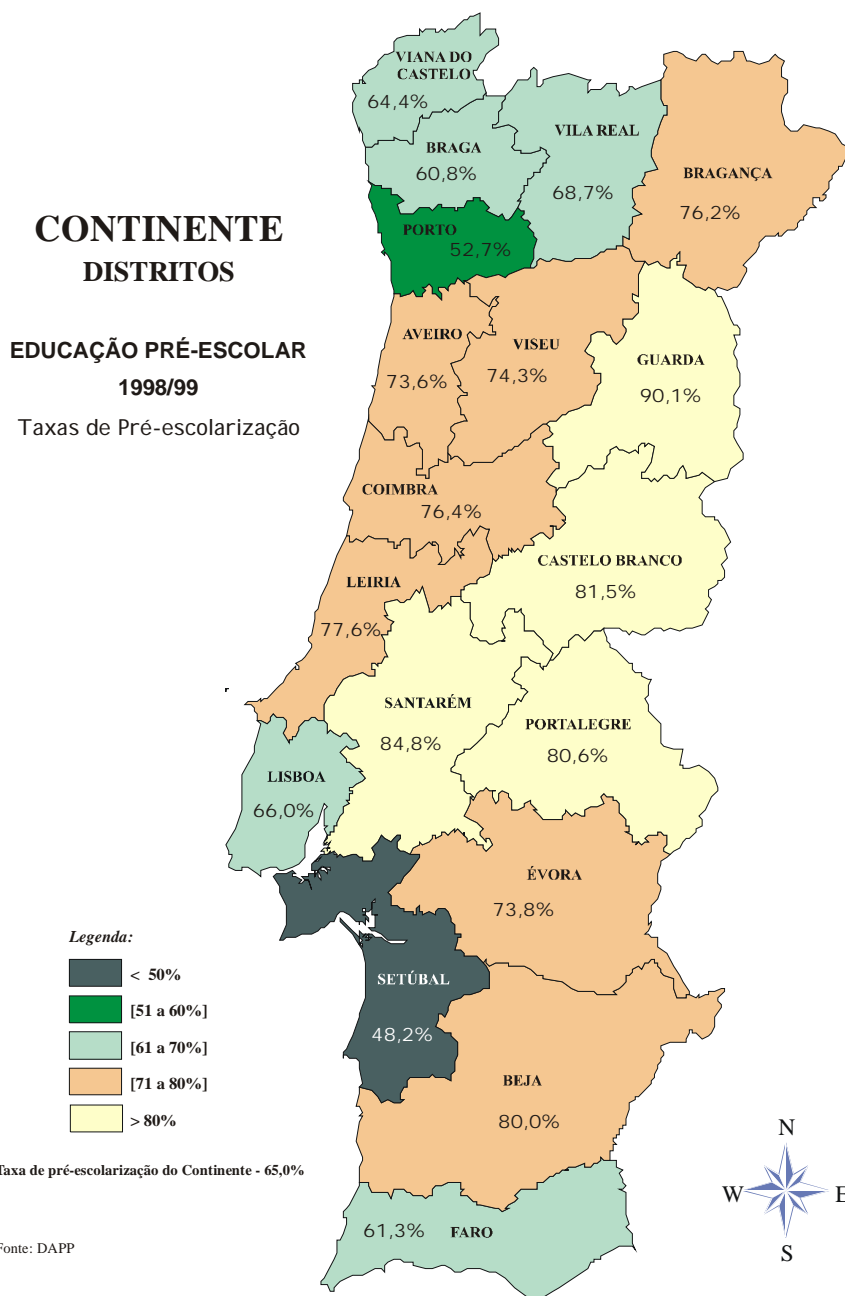 CONTINENTE
DISTRITOS
EDUCAÇÃO PRÉ-ESCOLAR
1998/99
Taxas de Pré-escolarização
VIANA DO
CASTELO
64,4%
BRAGA
60,8%
VILA REAL
68,7%
BRAGANÇA
76,2%
PORTO
52,7%
AVEIRO
73,6%
VISEU
74,3%
GUARDA
90,1%
COIMBRA
76,4%
CASTELO BRANCO
81,5%
LEIRIA
77,6%
SANTARÉM
84,8%
PORTALEGRE
80,6%
LISBOA
66,0%
ÉVORA
73,8%
SETÚBAL
48,2%
BEJA
80,0%
61,3% FARO
Legenda:
< 50%
[51 a 60%]
[61 a 70%]
[71 a 80%]
> 80%
Taxa de pré-escolarização do Continente - 65,0%
Fonte: DAPP
N
W E
S